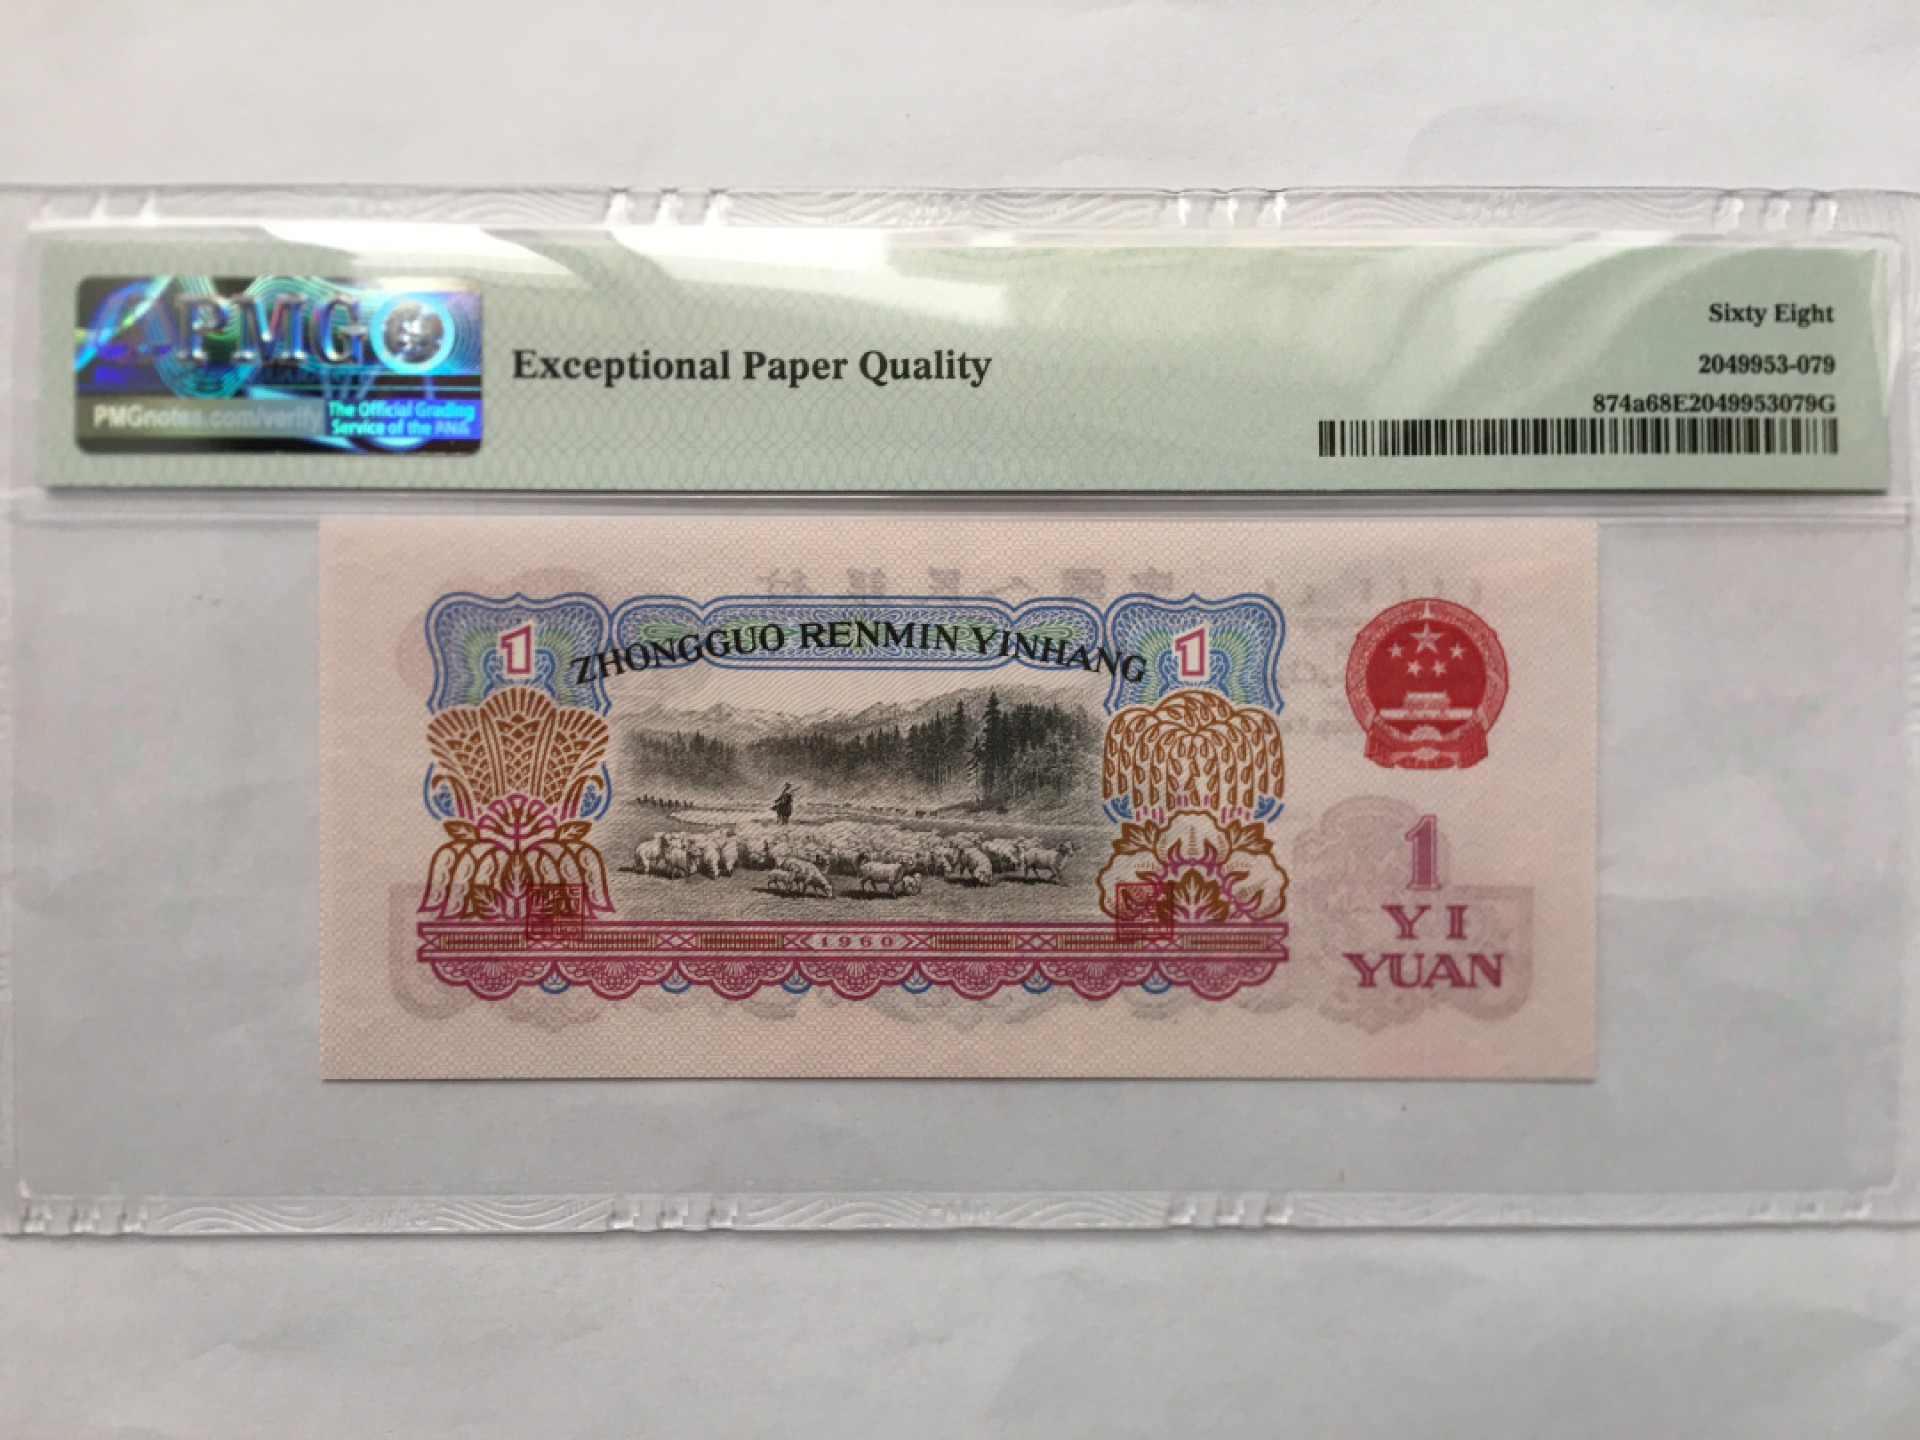 PMG
PMGnotes.com/verify
The Official Grading
Service of the ANA
Exceptional Paper Quality
Sixty Eight
2049953-079
874a68E2049953079G
1
ZHONGGUO RENMIN YINHANG
1
1960
1
YI
YUAN